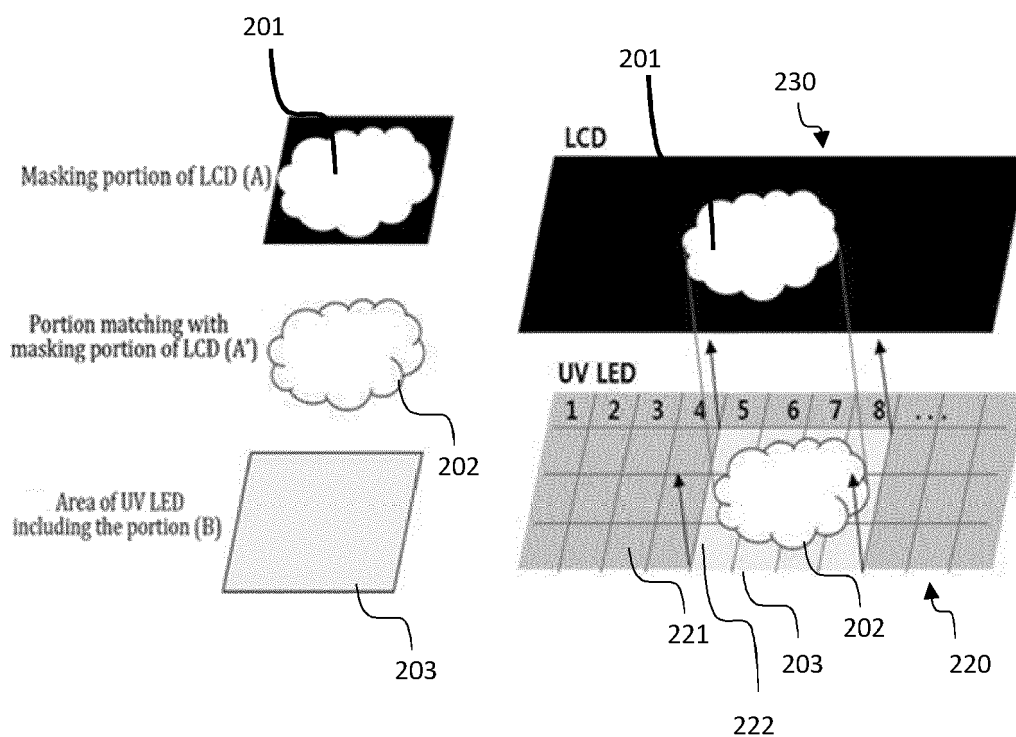 201
Masking portion of LCD (A)
Portion matching with
masking portion of LCD (A')
202
Area of UV LED
including the portion (B)
203
201
230
LCD
UV LED
1 2 3 4 5 6 7 8 ...
221
222
203
202
220